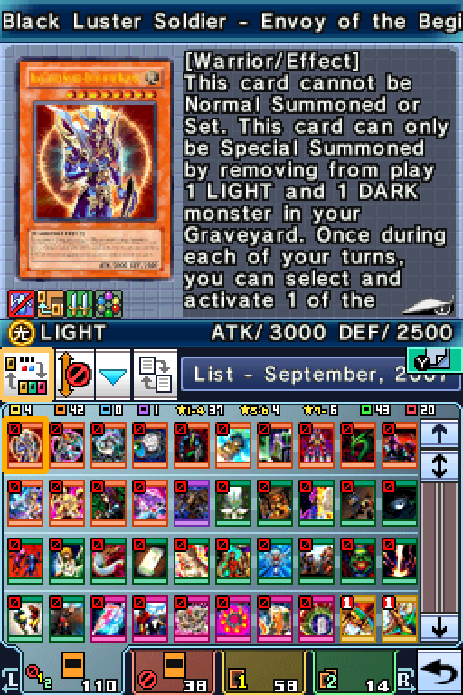 Black Luster Soldier - Envoy of the Begi
[Warrior/Effect]
This card cannot be
Normal Summoned or
Set. This card can only
be Special Summoned
by removing from play
1 LIGHT and 1 DARK
monster in your
Graveyard. Once during
each of your turns,
you can select and
activate 1 of the
光 LIGHT ATK/ 3000 DEF/ 2500
Y
List - September, 2007
14 42 0 1 1-4 37 5/6 4 7- 6 43 20
1 1
L 1 2 110 38 1 58 2 14 R